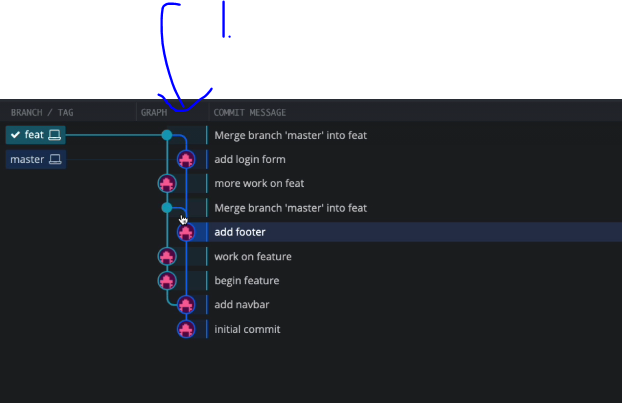 1.
BRANCH / TAG GRAPH COMMIT MESSAGE
feat Merge branch 'master' into feat
master add login form
more work on feat
Merge branch 'master' into feat
add footer
work on feature
begin feature
add navbar
initial commit